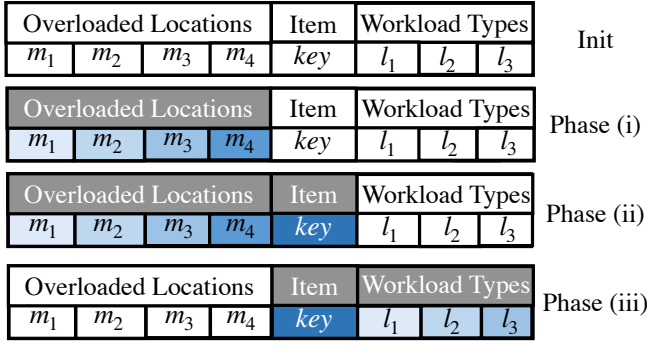 Overloaded Locations Item Workload Types
m1 m2 m3 m4 key l1 l2 l3
Init
Overloaded Locations Item Workload Types
m1 m2 m3 m4 key l1 l2 l3
Phase (i)
Overloaded Locations Item Workload Types
m1 m2 m3 m4 key l1 l2 l3
Phase (ii)
Overloaded Locations Item Workload Types
m1 m2 m3 m4 key l1 l2 l3
Phase (iii)